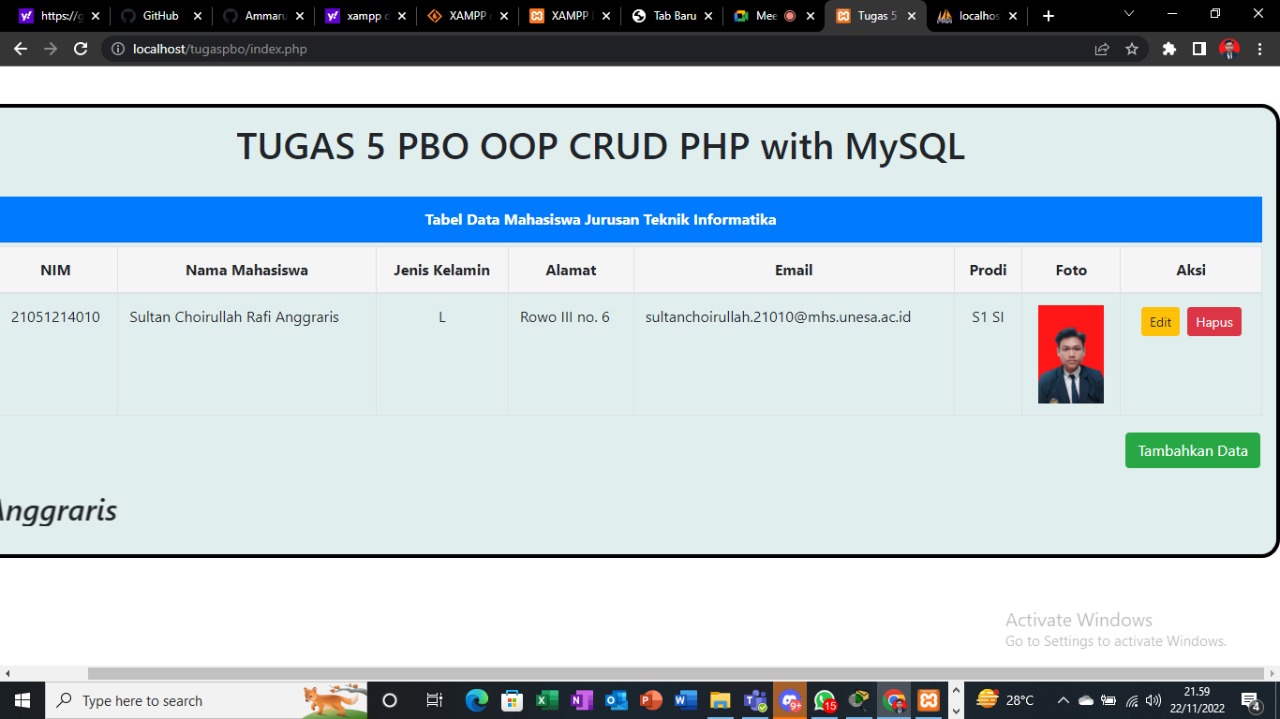 https://g
GitHub
Ammaru
xampp c
XAMPP
XAMPP
Tab Baru
Mee
Tugas 5
localhos
localhost/tugaspbo/index.php
TUGAS 5 PBO OOP CRUD PHP with MySQL
Tabel Data Mahasiswa Jurusan Teknik Informatika
NIM Nama Mahasiswa Jenis Kelamin Alamat Email Prodi Foto Aksi
21051214010 Sultan Choirullah Rafi Anggraris L Rowo III no. 6 sultanchoirullah.21010@mhs.unesa.ac.id S1 SI Edit Hapus
Tambahkan Data
Anggraris
Activate Windows
Go to Settings to activate Windows.
Type here to search
9+
15
28°C
21.59
22/11/2022
4